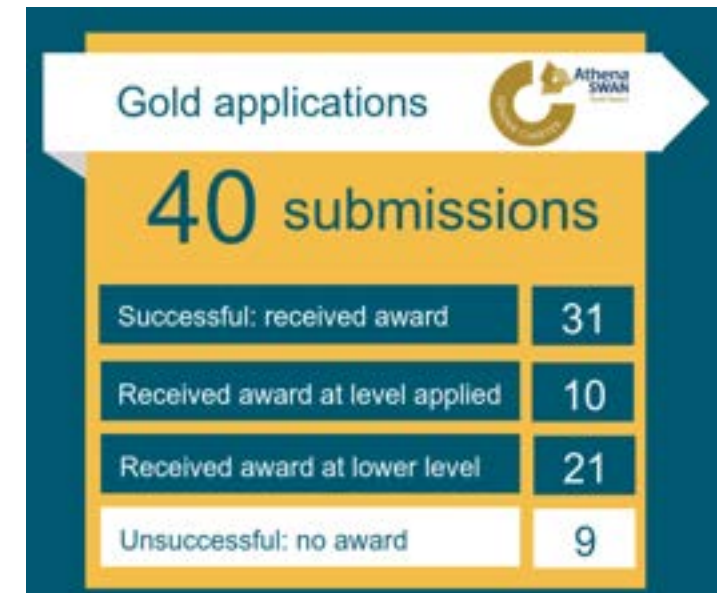 Gold applications
Athena
SWAN
40 submissions
Successful: received award 31
Received award at level applied 10
Received award at lower level 21
Unsuccessful: no award 9